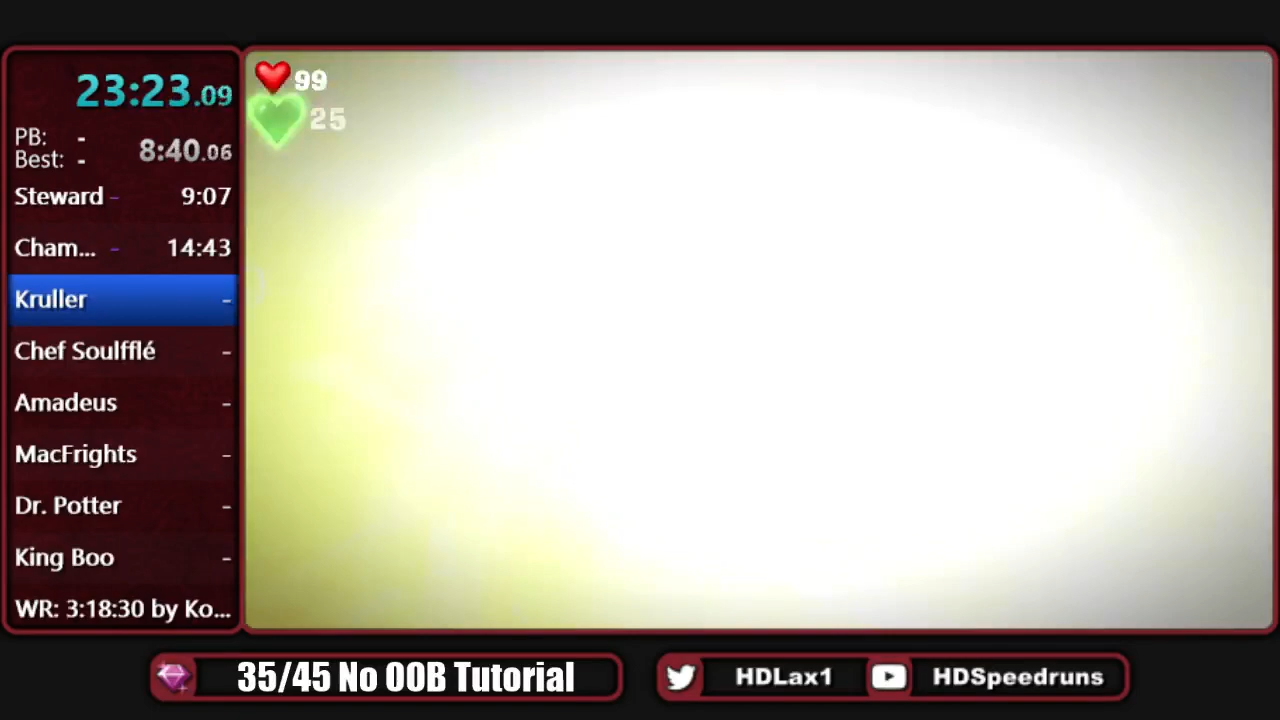 23:23.09
PB: -
Best: -
8:40.06
Steward - 9:07
Cham... - 14:43
Kruller -
Chef Soulfflé -
Amadeus -
MacFrights -
Dr. Potter -
King Boo -
WR: 3:18:30 by Ko...
99
25
35/45 No OOB Tutorial
HDLax1
HDSpeedruns